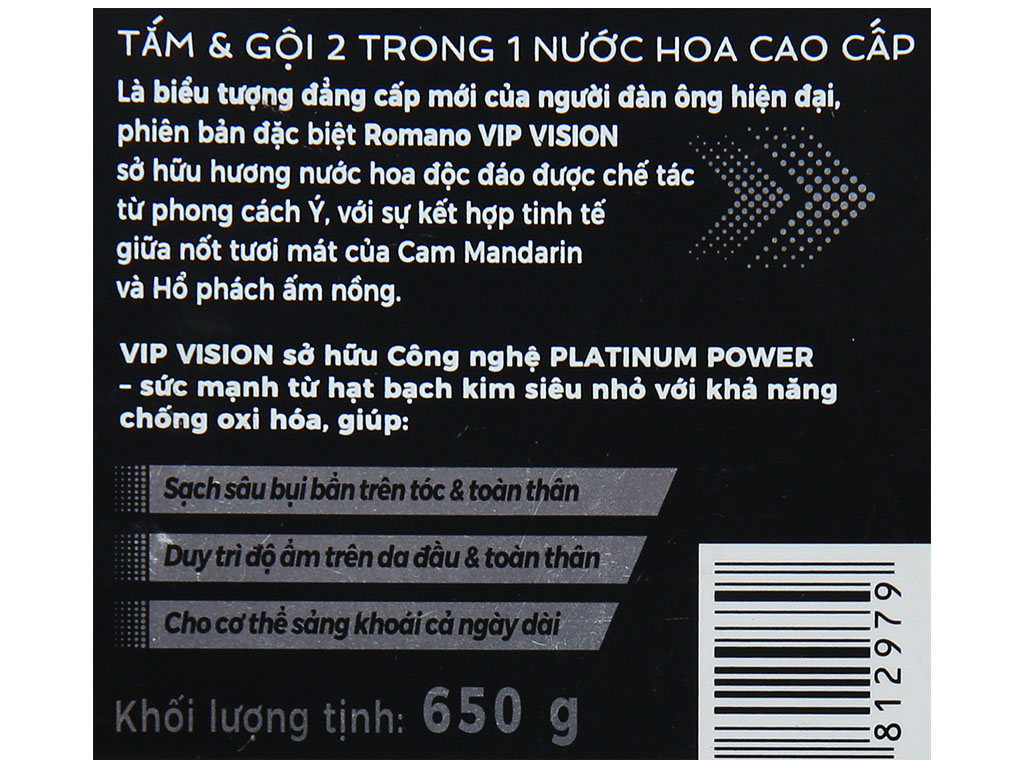 TẮM & GỘI 2 TRONG 1 NƯỚC HOA CAO CẤP
Là biểu tượng đẳng cấp mới của người đàn ông hiện đại,
phiên bản đặc biệt Romano VIP VISION
sở hữu hương nước hoa độc đáo được chế tác
từ phong cách Ý, với sự kết hợp tinh tế
giữa nốt tươi mát của Cam Mandarin
và Hổ phách ấm nồng.
VIP VISION sở hữu Công nghệ PLATINUM POWER
– sức mạnh từ hạt bạch kim siêu nhỏ với khả năng
chống oxi hóa, giúp:
Sạch sâu bụi bẩn trên tóc & toàn thân
Duy trì độ ẩm trên da đầu & toàn thân
Cho cơ thể sảng khoái cả ngày dài
Khối lượng tịnh: 650 g
812979